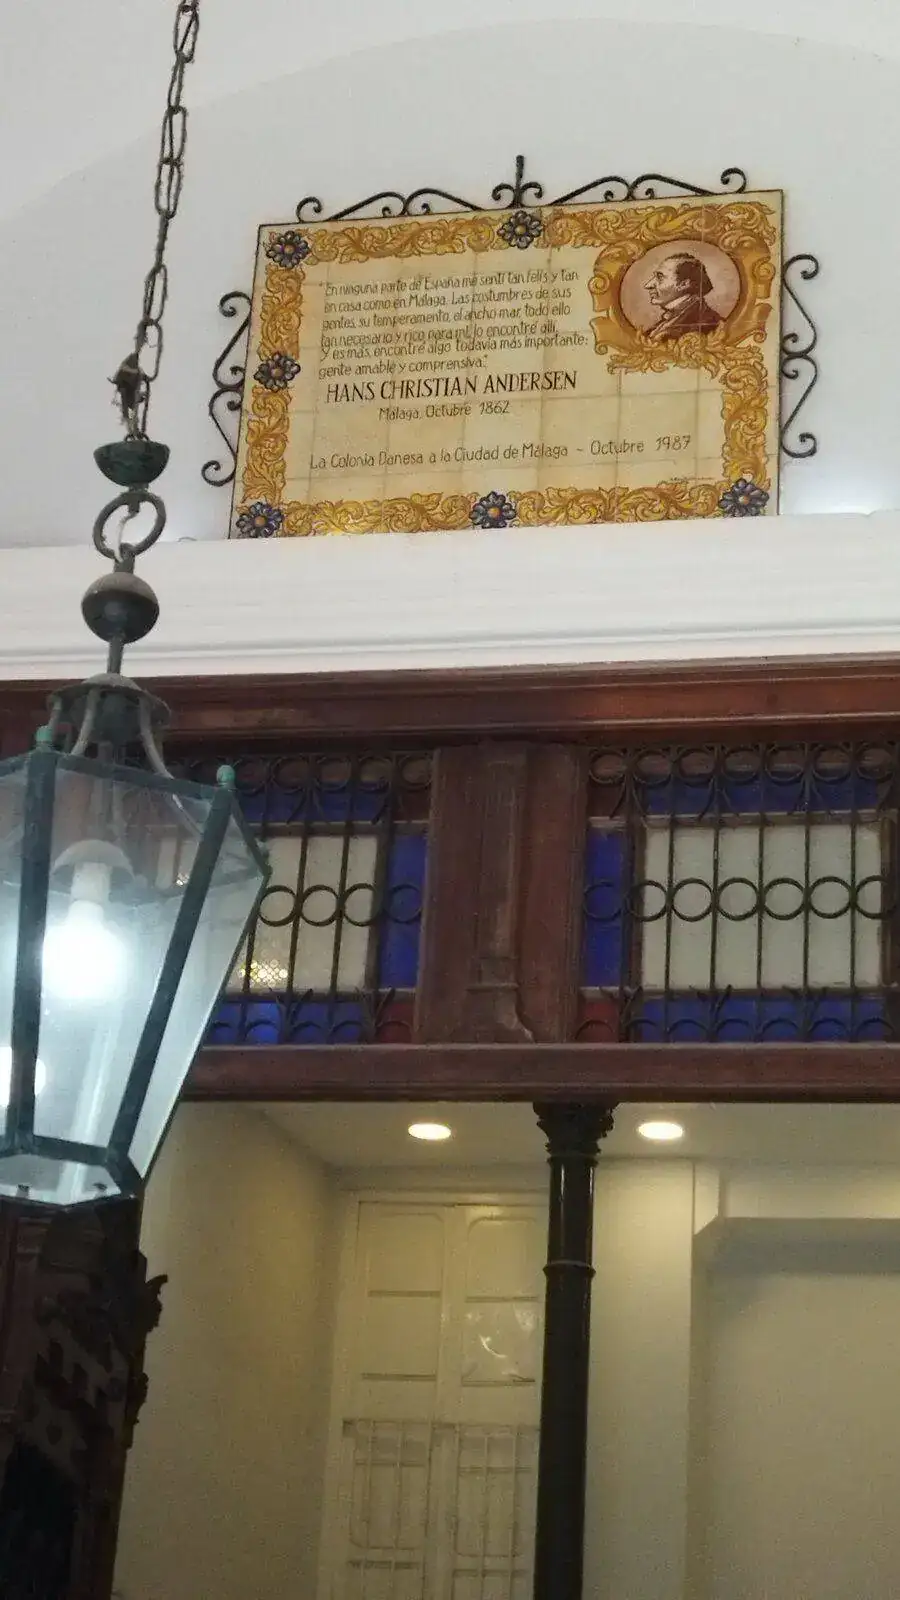 "En ninguna parte de España me sentí tan felís y tan
en casa como en Málaga. Las costumbres de sus
gentes, su temperamento, el ancho mar, todo ello
tan necesario y rico para mí, lo encontré allí.
Y es más, encontré algo todavía más importante:
gente amable y comprensiva."
HANS CHRISTIAN ANDERSEN
Málaga, Octubre 1862
La Colonia Danesa a la Ciudad de Málaga - Octubre 1987